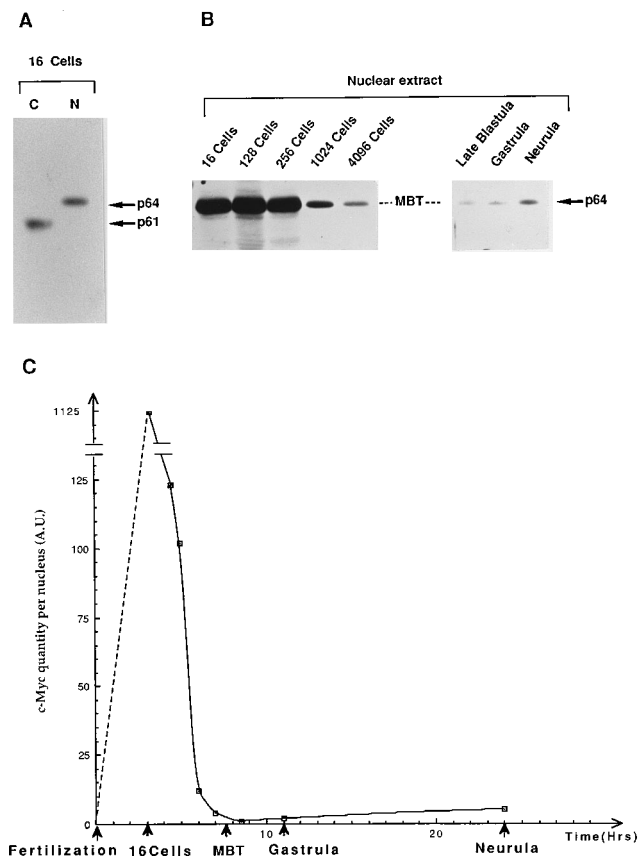 A
B
16 Cells
C N
p64
p61
Nuclear extract
16 Cells
128 Cells
256 Cells
1024 Cells
4096 Cells
Late Blastula
Gastrula
Neurula
MBT
p64
C
c-Myc quantity per nucleus (A.U.)
1125
125
100
75
50
25
0
10
20
Time(Hrs)
Fertilization 16Cells MBT Gastrula Neurula